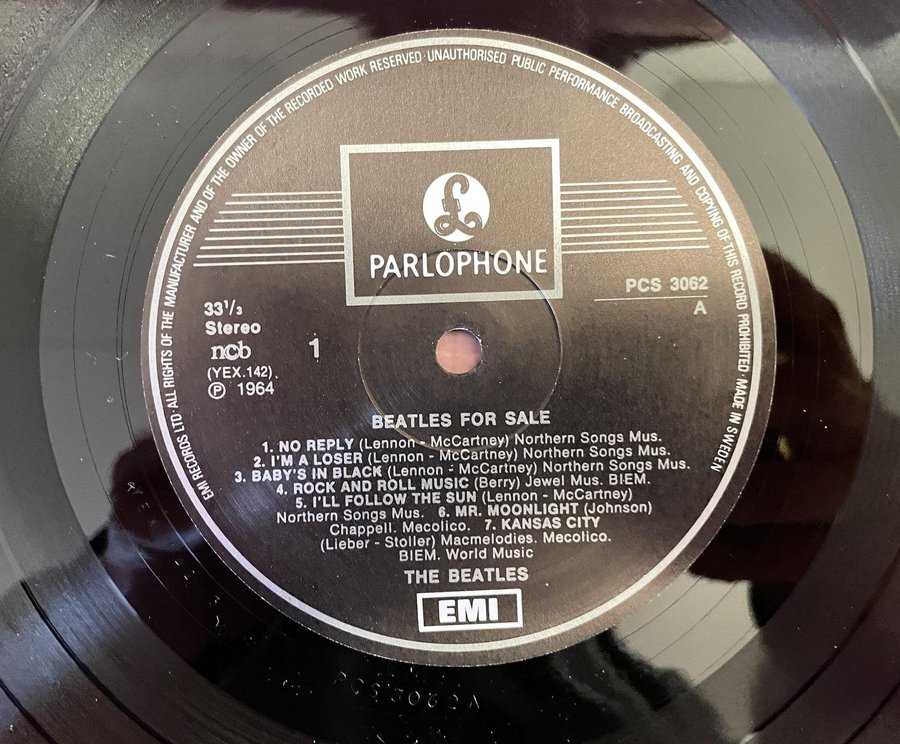 EMI RECORDS LTD · ALL RIGHTS OF THE MANUFACTURER AND OF THE OWNER OF THE RECORDED WORK RESERVED · UNAUTHORISED PUBLIC PERFORMANCE BROADCASTING AND COPYING OF THIS RECORD PROHIBITED · MADE IN SWEDEN
£
PARLOPHONE
PCS 3062
A
33 1/3
Stereo
ncb
1
(YEX.142)
Ⓟ 1964
BEATLES FOR SALE
1. NO REPLY (Lennon - McCartney) Northern Songs Mus.
2. I'M A LOSER (Lennon - McCartney) Northern Songs Mus.
3. BABY'S IN BLACK (Lennon - McCartney) Northern Songs Mus.
4. ROCK AND ROLL MUSIC (Berry) Jewel Mus. BIEM.
5. I'LL FOLLOW THE SUN (Lennon - McCartney)
Northern Songs Mus. 6. MR. MOONLIGHT (Johnson)
Chappell. Mecolico. 7. KANSAS CITY
(Lieber - Stoller) Macmelodies. Mecolico.
BIEM. World Music
THE BEATLES
EMI
PCS 3062 A